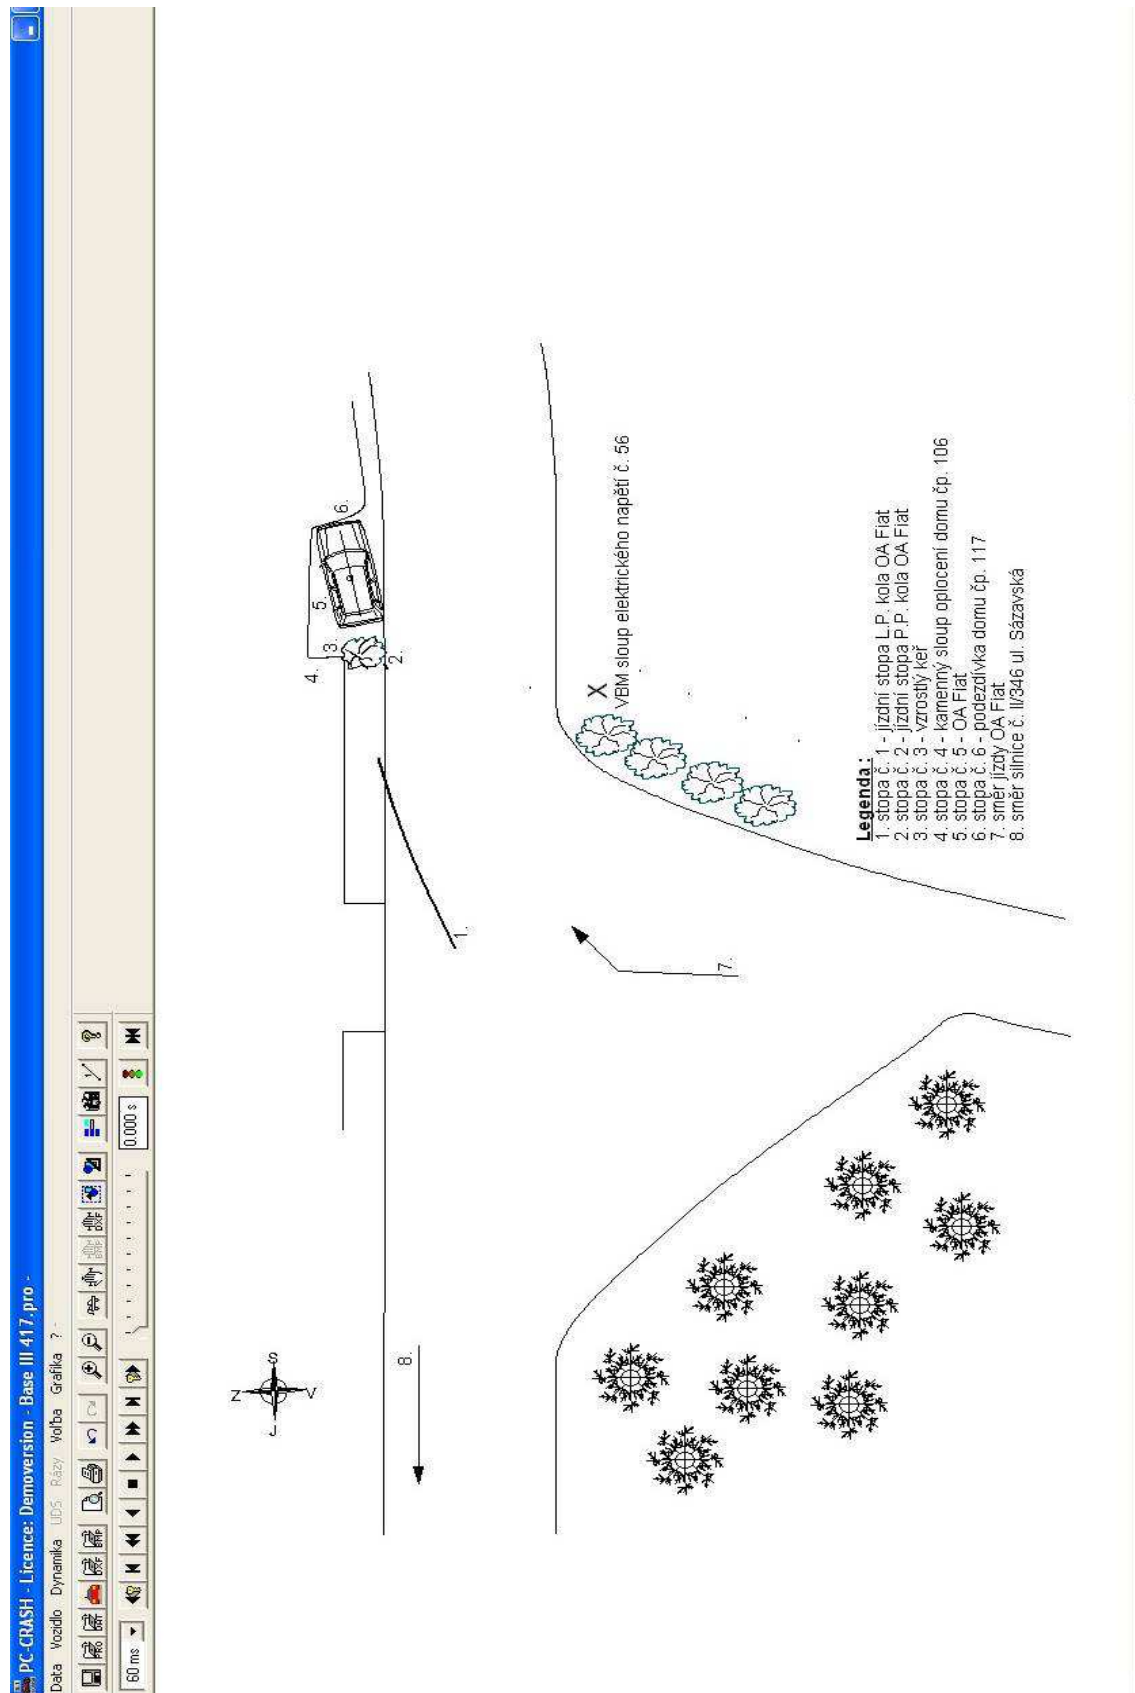 PC-CRASH - Licence: Demoversion - Base III 417.pro -
Data Vozidlo Dynamika UDS Rázy Voľba Grafika ?
60 ms
0.000 s
Z
S
J
V
8.
1.
2.
3.
4.
5.
6.
7.
X
VBM sloup elektrického napětí č. 56
Legenda :
1. stopa č. 1 - jízdní stopa L.P. kola OA Fiat
2. stopa č. 2 - jízdní stopa P.P. kola OA Fiat
3. stopa č. 3 - vzrostlý keř
4. stopa č. 4 - kamenný sloup oplocení domu čp. 106
5. stopa č. 5 - OA Fiat
6. stopa č. 6 - podezdívka domu čp. 117
7. směr jízdy OA Fiat
8. směr silnice č. II/346 ul. Sázavská